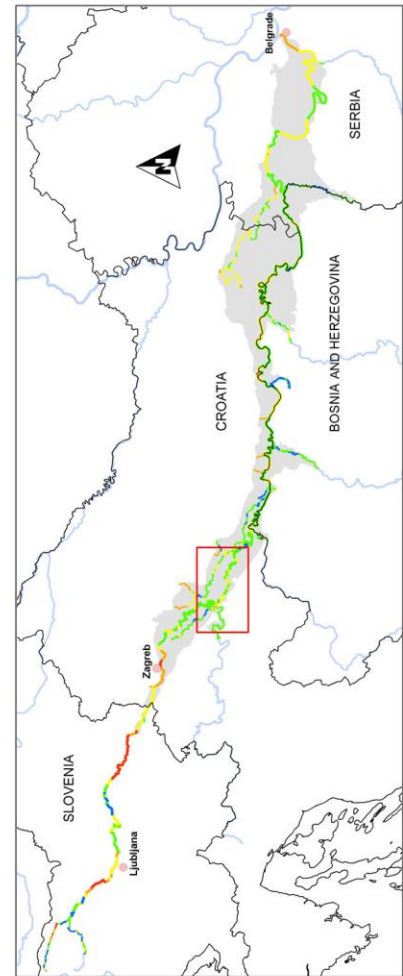 SLOVENIA
Ljubljana
Zagreb
CROATIA
BOSNIA AND HERZEGOVINA
N
SERBIA
Belgrade